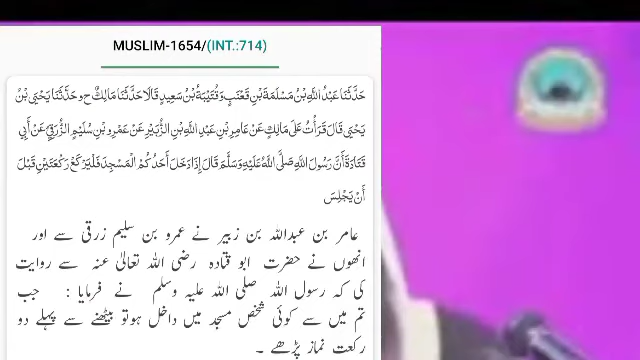 MUSLIM-1654/(INT.:714)
حَدَّثَنَا عَبْدُ اللَّهِ بْنُ مَسْلَمَةَ بْنِ قَعْنَبٍ وَقُتَيْبَةُ بْنُ سَعِيدٍ قَالَا حَدَّثَنَا مَالِكٌ ح و حَدَّثَنَا يَحْيَى بْنُ
يَحْيَى قَالَ قَرَأْتُ عَلَى مَالِكٍ عَنْ عَامِرِ بْنِ عَبْدِ اللَّهِ بْنِ الزُّبَيْرِ عَنْ عَمْرِو بْنِ سُلَيْمٍ الزُّرَقِيِّ عَنْ أَبِي
قَتَادَةَ أَنَّ رَسُولَ اللَّهِ صَلَّى اللَّهُ عَلَيْهِ وَسَلَّمَ قَالَ إِذَا دَخَلَ أَحَدُكُمْ الْمَسْجِدَ فَلْيَرْكَعْ رَكْعَتَيْنِ قَبْلَ
أَنْ يَجْلِسَ
عامر بن عبداللہ بن زبیر نے عمرو بن سلیم زرقی سے اور
انھوں نے حضرت ابو قتادہ رضی اللہ تعالیٰ عنہ سے روایت
کی کہ رسول اللہ صلی اللہ علیہ وسلم نے فرمایا : جب
تم میں سے کوئی شخص مسجد میں داخل ہوتو بیٹھنے سے پہلے دو
رکعت نماز پڑھے ۔